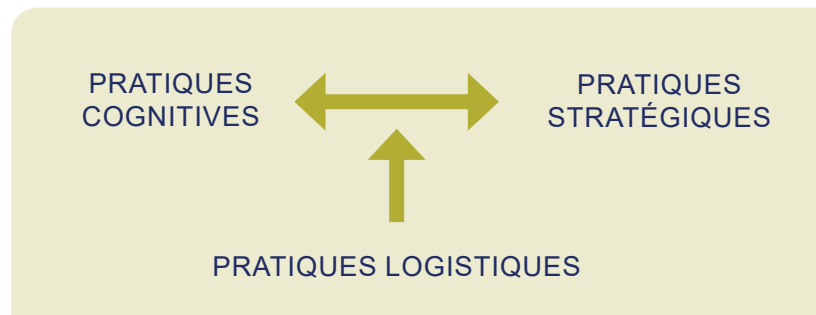 PRATIQUES
COGNITIVES
PRATIQUES
STRATÉGIQUES
PRATIQUES LOGISTIQUES